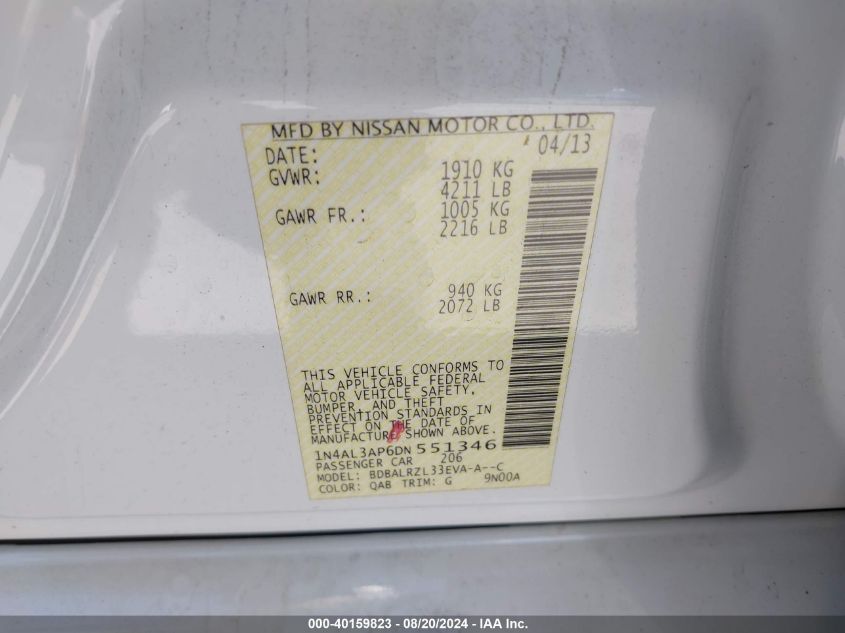 MFD BY NISSAN MOTOR CO., LTD.
DATE: 04/13
GVWR: 1910 KG
4211 LB
GAWR FR.: 1005 KG
2216 LB
GAWR RR.: 940 KG
2072 LB
THIS VEHICLE CONFORMS TO
ALL APPLICABLE FEDERAL
MOTOR VEHICLE SAFETY,
BUMPER, AND THEFT
PREVENTION STANDARDS IN
EFFECT ON THE DATE OF
MANUFACTURE SHOWN ABOVE.
1N4AL3AP6DN 551346
PASSENGER CAR 206
MODEL: BDBALRZL33EVA-A--C
COLOR: QAB TRIM: G 9N00A
000-40159823 / 08/20/2024 - IAA Inc.